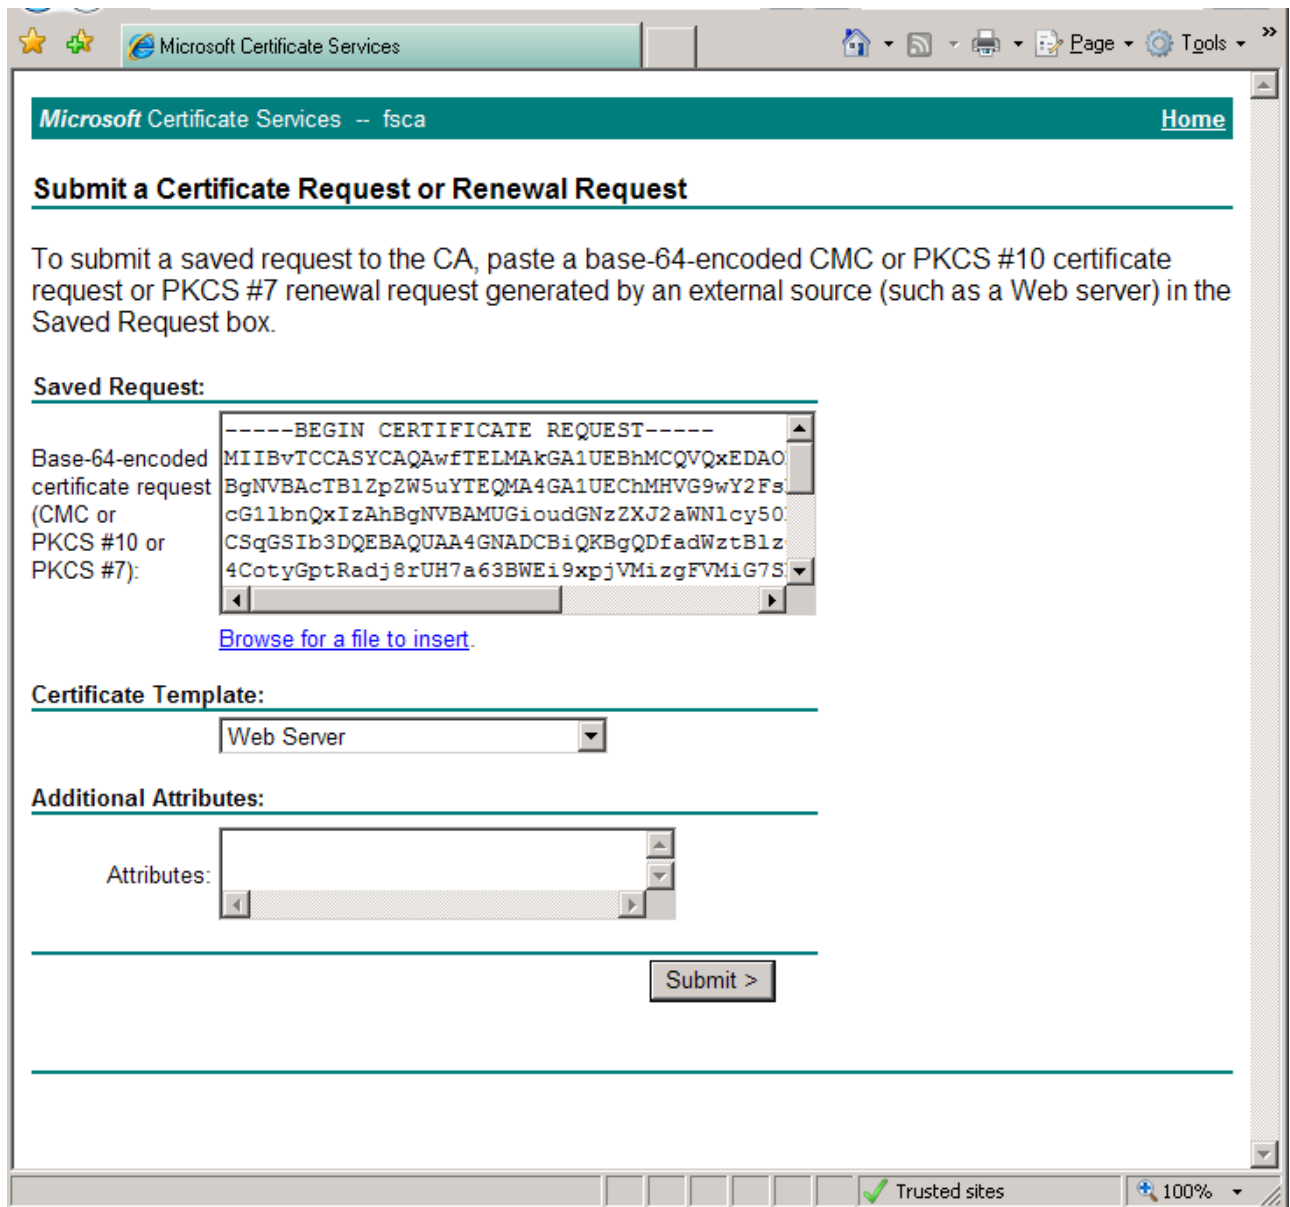 Microsoft Certificate Services
Page
Tools
»
Microsoft Certificate Services -- fsca
Home
Submit a Certificate Request or Renewal Request
To submit a saved request to the CA, paste a base-64-encoded CMC or PKCS #10 certificate
request or PKCS #7 renewal request generated by an external source (such as a Web server) in the
Saved Request box.
Saved Request:
Base-64-encoded
certificate request
(CMC or
PKCS #10 or
PKCS #7):
-----BEGIN CERTIFICATE REQUEST-----
MIIBvTCCASYCAQAwfTELMAkGA1UEBhMCQVQxEDAO
BgNVBAcTBlZpZW5uYTEQMA4GA1UEChMHVG9wY2Fs
cG1lbnQxIzAhBgNVBAMUGioudGNzZXJ2aWNlcy50
CSqGSIb3DQEBAQUAA4GNADCBiQKBgQDfadWztBlz
4CotyGptRadj8rUH7a63BWEi9xpjVMizgFVMiG7S
Browse for a file to insert.
Certificate Template:
Web Server
Additional Attributes:
Attributes:
Submit >
Trusted sites
100%